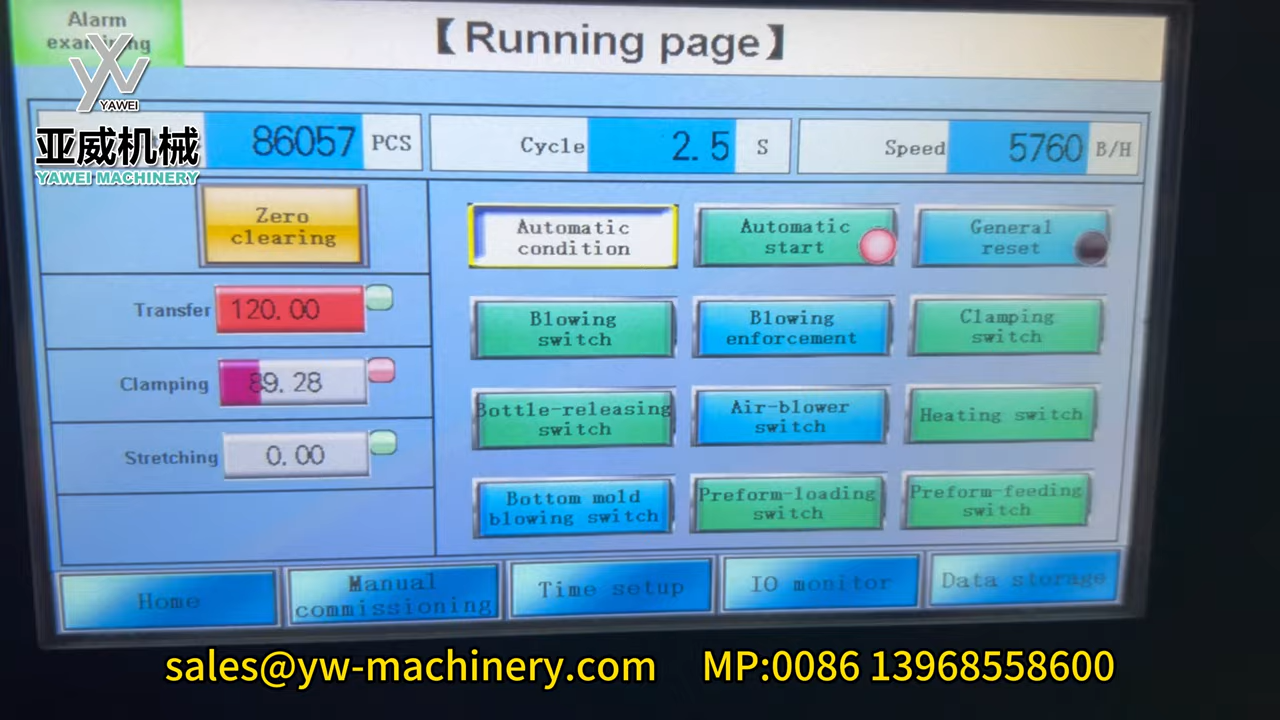 Alarm
examining
【Running page】
YAWEI
亚威机械
YAWEI MACHINERY
86057 PCS
Cycle 2.5 S
Speed 5760 B/H
Zero
clearing
Automatic
condition
Automatic
start
General
reset
Transfer 120.00
Blowing
switch
Blowing
enforcement
Clamping
switch
Clamping 89.28
Bottle-releasing
switch
Air-blower
switch
Heating switch
Stretching 0.00
Bottom mold
blowing switch
Preform-loading
switch
Preform-feeding
switch
Home
Manual
commissioning
Time setup
IO monitor
Data storage
sales@yw-machinery.com MP:0086 13968558600